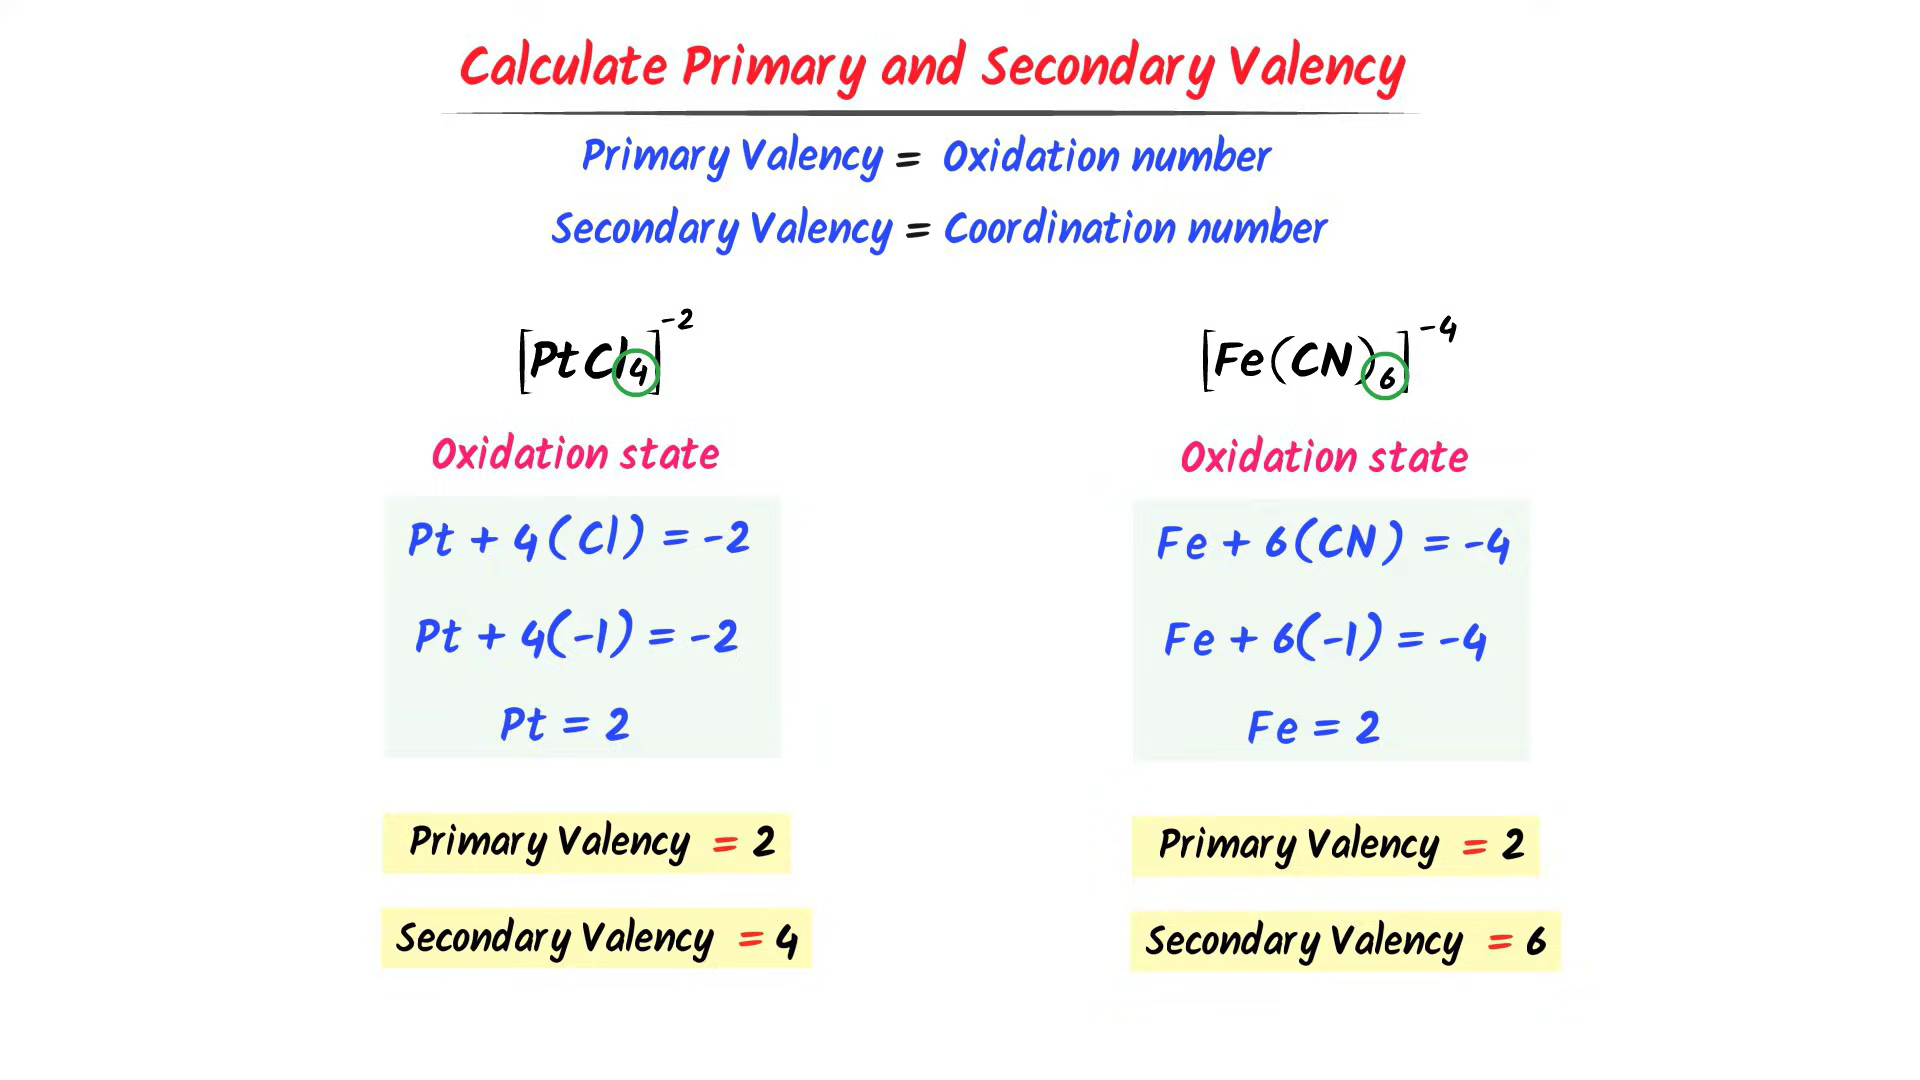 Calculate Primary and Secondary Valency
Primary Valency = Oxidation number
Secondary Valency = Coordination number
[PtCl₄]⁻²
Oxidation state
Pt + 4(Cl) = -2
Pt + 4(-1) = -2
Pt = 2
Primary Valency = 2
Secondary Valency = 4
[Fe(CN)₆]⁻⁴
Oxidation state
Fe + 6(CN) = -4
Fe + 6(-1) = -4
Fe = 2
Primary Valency = 2
Secondary Valency = 6